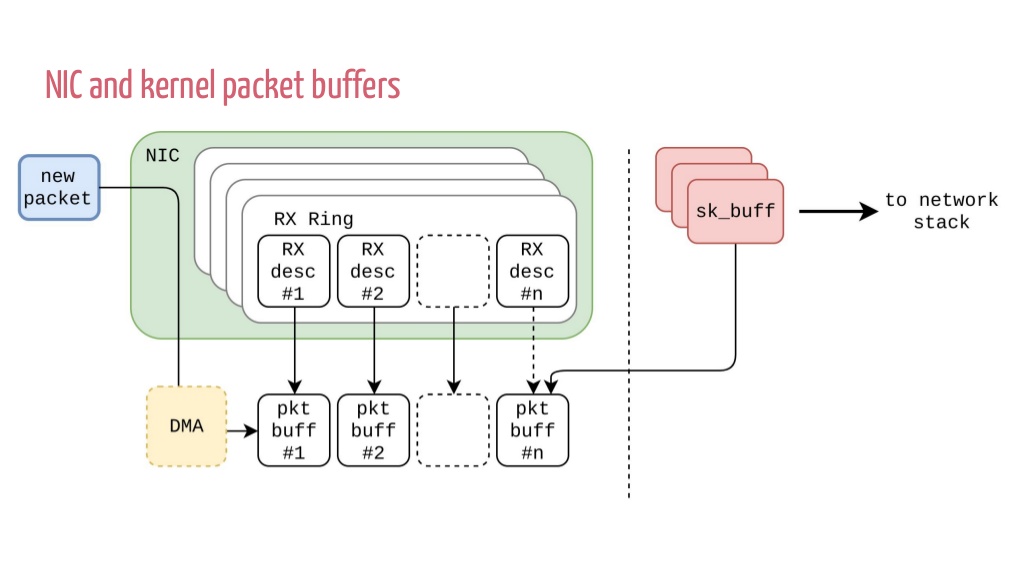 NIC and kernel packet buffers
NIC
new
packet
RX Ring
RX
desc
#1
RX
desc
#2
RX
desc
#n
sk_buff
to network
stack
DMA
pkt
buff
#1
pkt
buff
#2
pkt
buff
#n